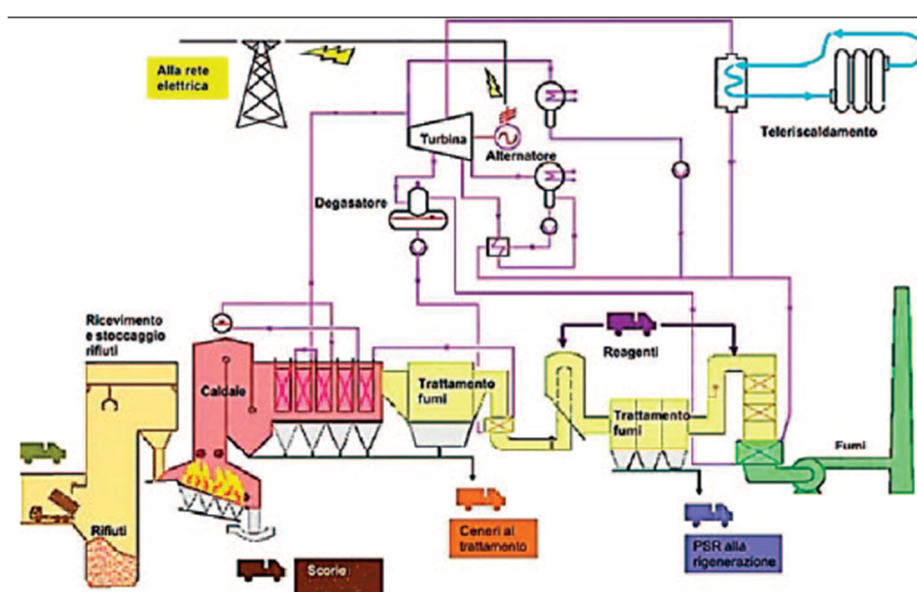 Alla rete
elettrica
Turbina
Alternatore
Teleriscaldamento
Degasatore
Ricevimento
e stoccaggio
rifiuti
Caldaie
Trattamento
fumi
Reagenti
Trattamento
fumi
Fumi
Rifiuti
Scorie
Ceneri al
trattamento
PSR alla
rigenerazione